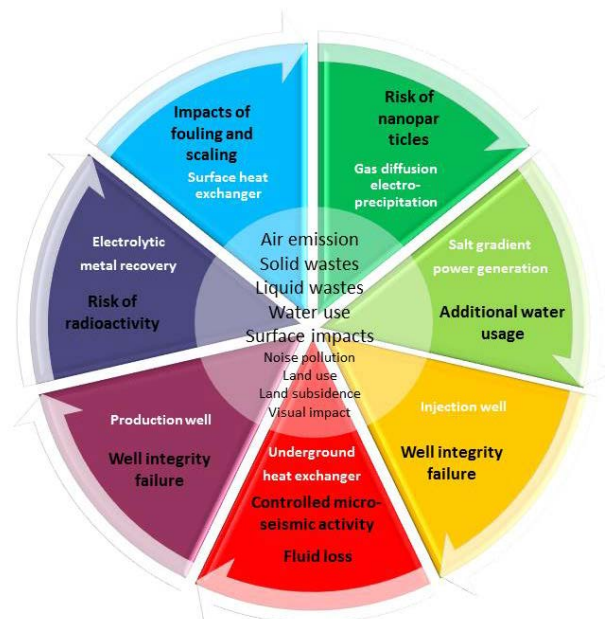 Impacts of
fouling and
scaling
Surface heat
exchanger
Risk of
nanopar
ticles
Gas diffusion
electro-
precipitation
Salt gradient
power generation
Additional water
usage
Injection well
Well integrity
failure
Underground
heat exchanger
Controlled micro-
seismic activity
Fluid loss
Production well
Well integrity
failure
Electrolytic
metal recovery
Risk of
radioactivity
Air emission
Solid wastes
Liquid wastes
Water use
Surface impacts
Noise pollution
Land use
Land subsidence
Visual impact